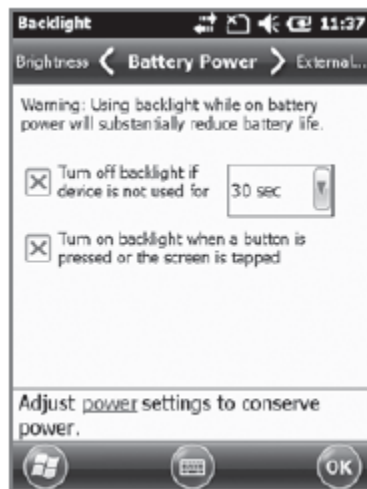 Backlight 11:37
Brightness Battery Power External...
Warning: Using backlight while on battery
power will substantially reduce battery life.
Turn off backlight if
device is not used for 30 sec
Turn on backlight when a button is
pressed or the screen is tapped
Adjust power settings to conserve
power.
OK